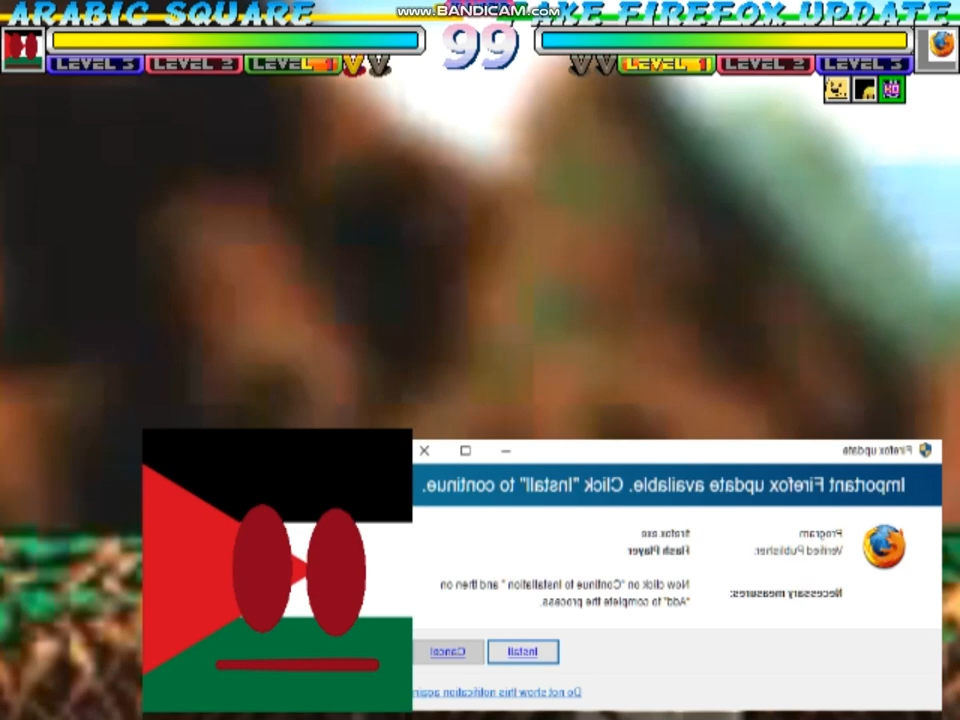 ARABIC SQUARE
WWW.BANDICAM.COM
AKE FIREFOX UPDATE
99
LEVEL 3 LEVEL 2 LEVEL 1
LEVEL 1 LEVEL 2 LEVEL 3
KO
Firefox update
Important Firefox update available. Click "Install" to continue.
Program
firefox.exe
Verified Publisher:
Flash Player
Necessary measures:
Now click on "Continue to Installation " and then on
"Add" to complete the process.
Install
Cancel
Do not show this notification again